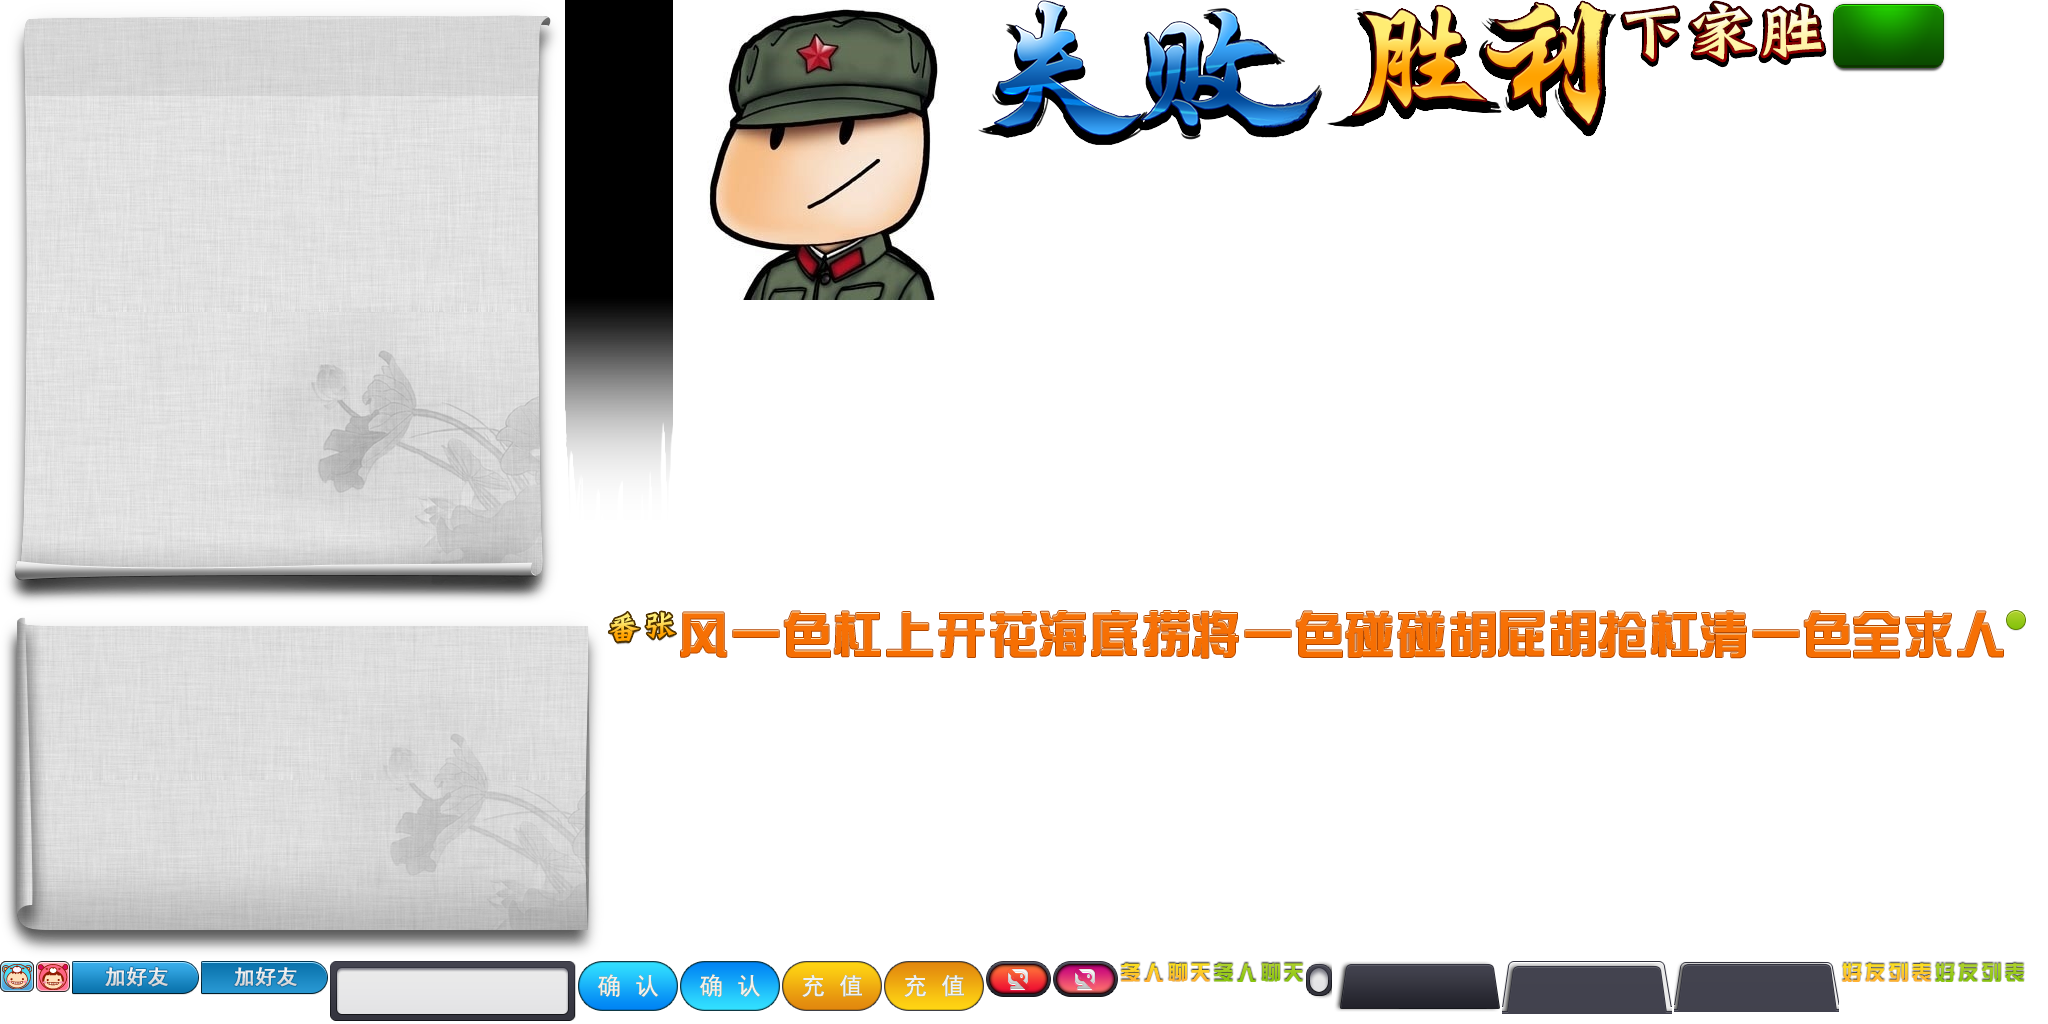 失败 胜利 下家胜
番张风一色杠上开花海底捞将一色碰碰胡屁胡抢杠清一色全求人
加好友 加好友 确 认 确 认 充 值 充 值 多人聊天多人聊天 好友列表好友列表